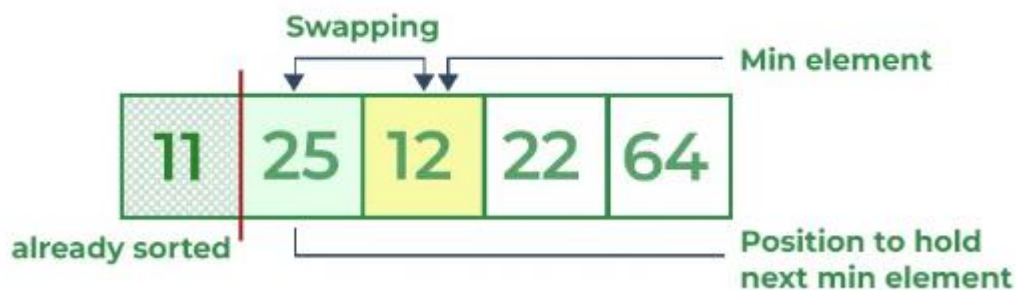 Swapping
Min element
11 25 12 22 64
already sorted
Position to hold
next min element